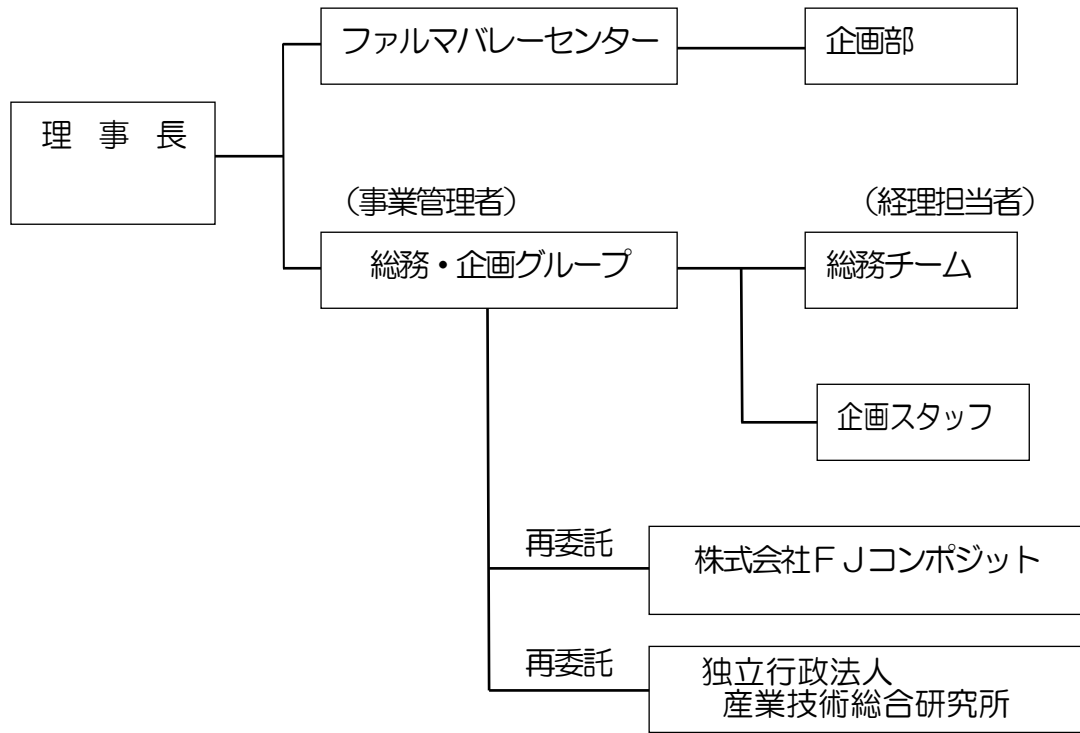 ファルマバレーセンター
企画部
理 事 長
(事業管理者)
(経理担当者)
総務・企画グループ
総務チーム
企画スタッフ
再委託
株式会社FJコンポジット
再委託
独立行政法人
産業技術総合研究所